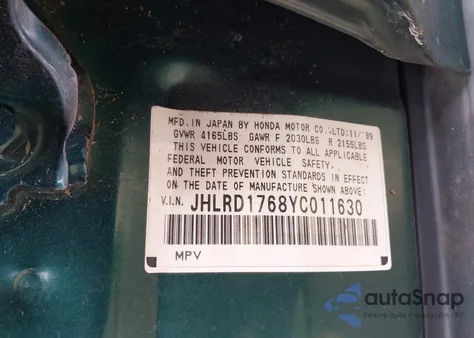 MFD. IN JAPAN BY HONDA MOTOR CO.,LTD:11/'99
GVWR 4165LBS GAWR F 2030LBS R 2155LBS
THIS VEHICLE CONFORMS TO ALL APPLICABLE
FEDERAL MOTOR VEHICLE SAFETY,
AND THEFT PREVENTION STANDARDS IN EFFECT
ON THE DATE OF MANUFACTURE SHOWN ABOVE.
V.I.N. JHLRD1768YC011630
MPV
autoSnap